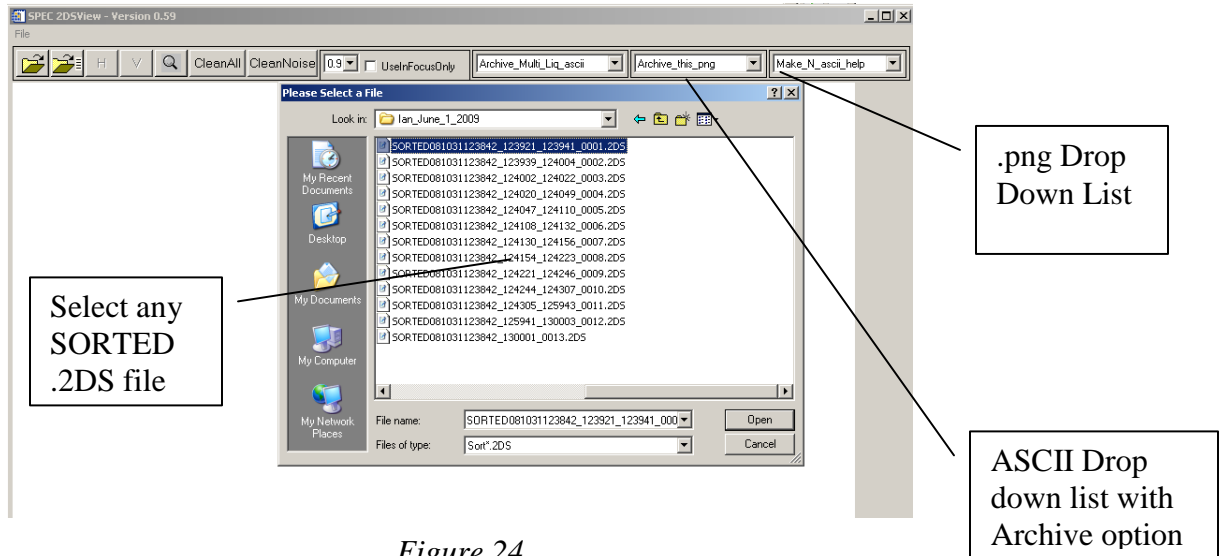 SPEC 2DSView - Version 0.59
File
H V CleanAll CleanNoise 0.9 UseInFocusOnly Archive_Multi_Liq_ascii Archive_this_png Make_N_ascii_help
Please Select a File
Look in: Ian_June_1_2009
My Recent
Documents
Desktop
My Documents
My Computer
My Network
Places
SORTED081031123842_123921_123941_0001.2DS
SORTED081031123842_123939_124004_0002.2DS
SORTED081031123842_124002_124022_0003.2DS
SORTED081031123842_124020_124049_0004.2DS
SORTED081031123842_124047_124110_0005.2DS
SORTED081031123842_124108_124132_0006.2DS
SORTED081031123842_124130_124156_0007.2DS
SORTED081031123842_124154_124223_0008.2DS
SORTED081031123842_124221_124246_0009.2DS
SORTED081031123842_124244_124307_0010.2DS
SORTED081031123842_124305_125943_0011.2DS
SORTED081031123842_125941_130003_0012.2DS
SORTED081031123842_130001_0013.2DS
File name: SORTED081031123842_123921_123941_000 Open
Files of type: Sort*.2DS Cancel
.png Drop
Down List
Select any
SORTED
.2DS file
ASCII Drop
down list with
Archive option
Figure 24